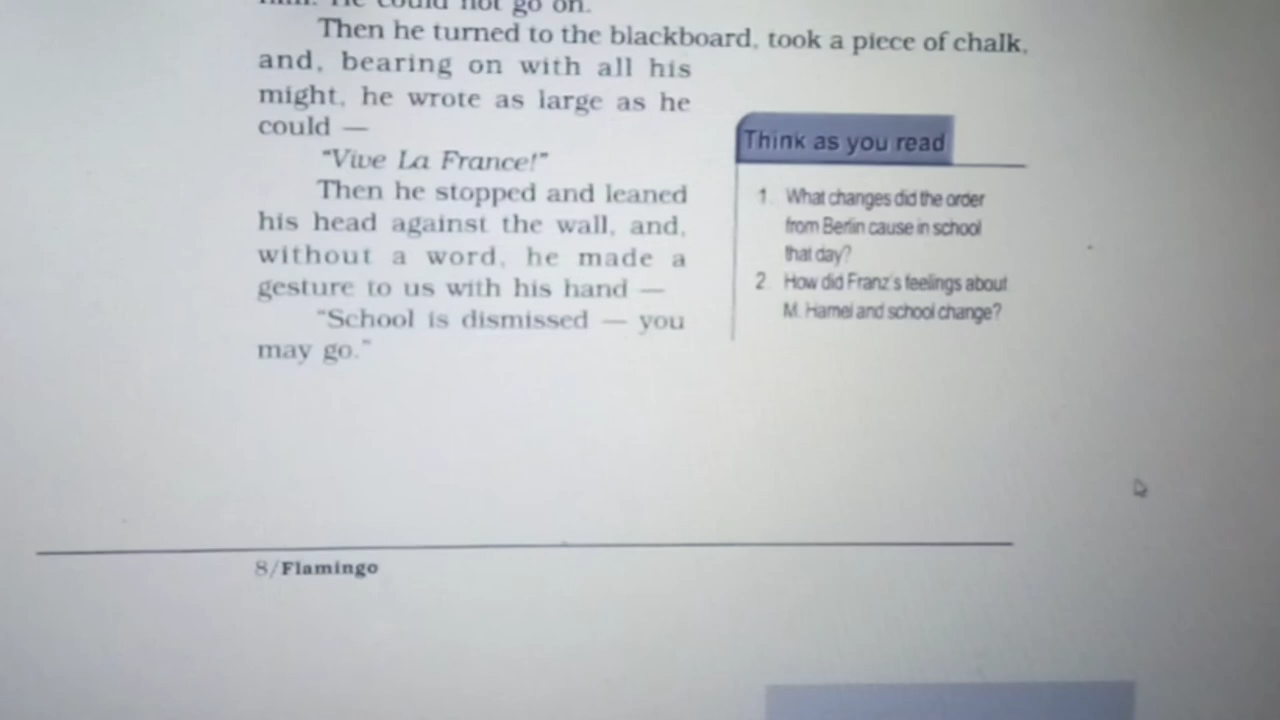 him. He could not go on.
Then he turned to the blackboard, took a piece of chalk,
and, bearing on with all his
might, he wrote as large as he
could —
"Vive La France!"
Then he stopped and leaned
his head against the wall, and,
without a word, he made a
gesture to us with his hand —
"School is dismissed — you
may go."
Think as you read
1. What changes did the order
from Berlin cause in school
that day?
2. How did Franz's feelings about
M. Hamel and school change?
8/Flamingo